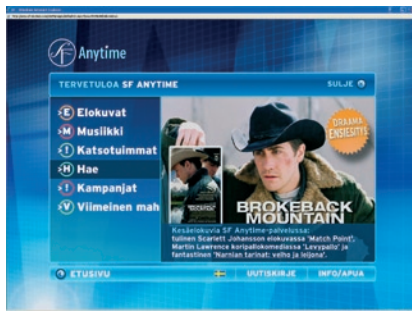 SF Anytime
TERVETULOA SF ANYTIME
SULJE
E Elokuvat
M Musiikki
! Katsotuimmat
H Hae
! Kampanjat
V Viimeinen mah
DRAAMA
ENSIESITYS
BROKEBACK
MOUNTAIN
Kesäelokuvia SF Anytime-palvelussa:
tulinen Scarlett Johansson elokuvassa 'Match Point',
Martin Lawrence koripallokomediassa 'Levypallo' ja
fantastinen 'Narnian tarinat: velho ja leijona'.
ETUSIVU
UUTISKIRJE
INFO/APUA